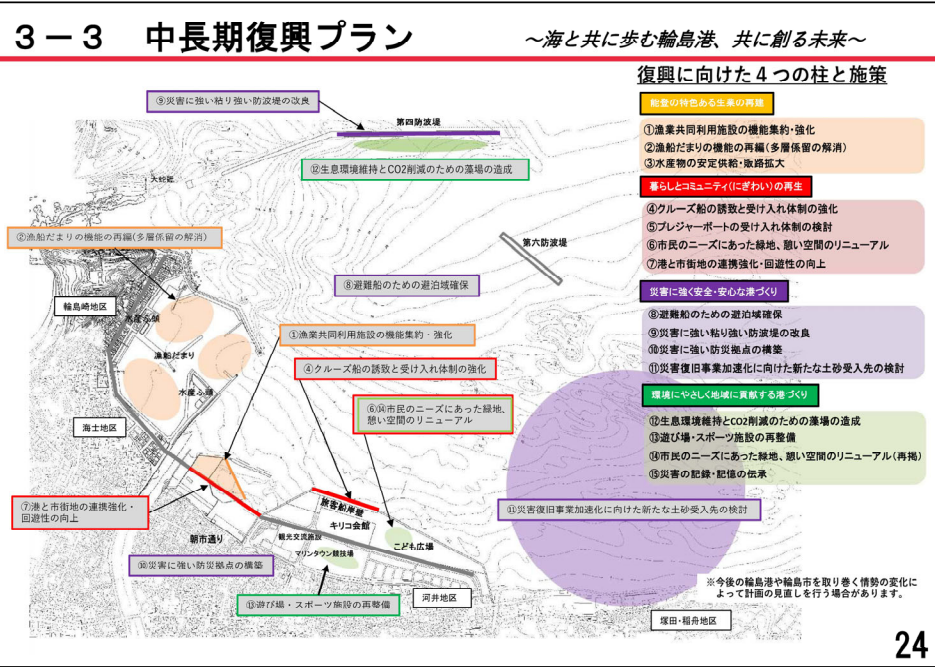 ３－３　中長期復興プラン
～海と共に歩む輪島港、共に創る未来～
復興に向けた４つの柱と施策
能登の特色ある生業の再建
①漁業共同利用施設の機能集約・強化
②漁船だまりの機能の再編(多層係留の解消)
③水産物の安定供給・販路拡大
暮らしとコミュニティ(にぎわい)の再生
④クルーズ船の誘致と受け入れ体制の強化
⑤プレジャーボートの受け入れ体制の検討
⑥市民のニーズにあった緑地、憩い空間のリニューアル
⑦港と市街地の連携強化・回遊性の向上
災害に強く安全・安心な港づくり
⑧避難船のための避泊域確保
⑨災害に強い粘り強い防波堤の改良
⑩災害に強い防災拠点の構築
⑪災害復旧事業加速化に向けた新たな土砂受入先の検討
環境にやさしく地域に貢献する港づくり
⑫生息環境維持とCO2削減のための藻場の造成
⑬遊び場・スポーツ施設の再整備
⑭市民のニーズにあった緑地、憩い空間のリニューアル(再掲)
⑮災害の記録・記憶の伝承
⑨災害に強い粘り強い防波堤の改良
第四防波堤
⑫生息環境維持とCO2削減のための藻場の造成
大蛇崎
②漁船だまりの機能の再編(多層係留の解消)
第六防波堤
⑧避難船のための避泊域確保
輪島崎地区
水産ふ頭
①漁業共同利用施設の機能集約・強化
漁船だまり
④クルーズ船の誘致と受け入れ体制の強化
水産ふ頭
⑥⑭市民のニーズにあった緑地、
憩い空間のリニューアル
海士地区
⑦港と市街地の連携強化・
回遊性の向上
旅客船岸壁
⑪災害復旧事業加速化に向けた新たな土砂受入先の検討
キリコ会館
朝市通り
観光交流施設
こども広場
マリンタウン競技場
⑩災害に強い防災拠点の構築
河井地区
⑬遊び場・スポーツ施設の再整備
塚田・稲舟地区
※今後の輪島港や輪島市を取り巻く情勢の変化に
よって計画の見直しを行う場合があります。
24